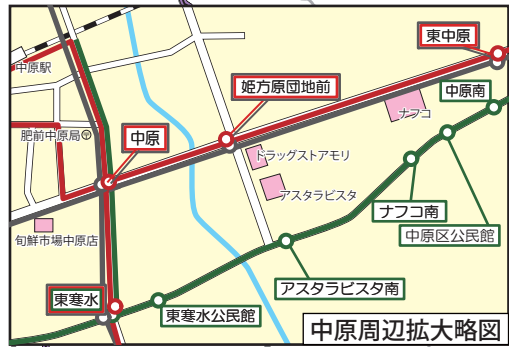 東中原
中原駅
姫方原団地前
中原南
ナフコ
肥前中原局
中原
ドラッグストアモリ
アスタラビスタ
ナフコ南
中原区公民館
旬鮮市場中原店
アスタラビスタ南
東寒水
東寒水公民館
中原周辺拡大略図